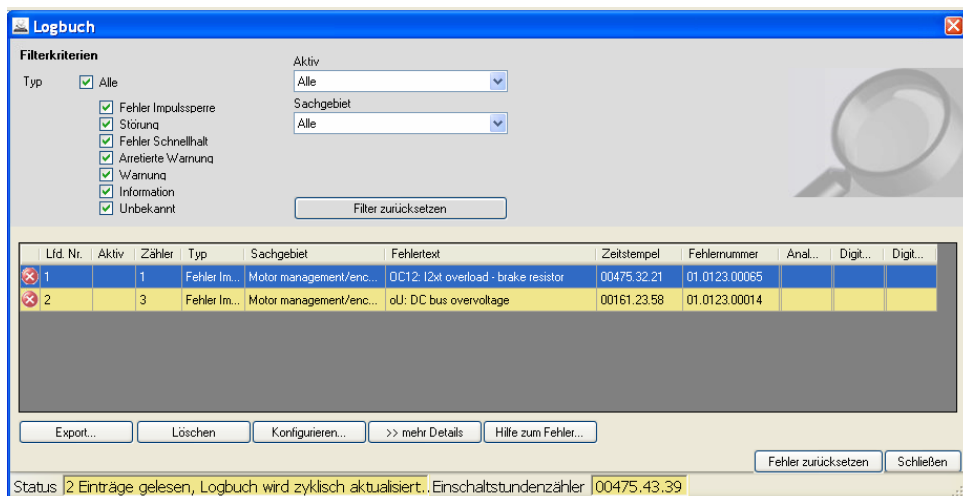 Logbuch
Filterkriterien
Aktiv
Typ Alle Alle
Sachgebiet
Fehler Impulssperre
Alle
Störung
Fehler Schnellhalt
Arretierte Warnung
Warnung
Information
Unbekannt Filter zurücksetzen
Lfd. Nr. Aktiv Zähler Typ Sachgebiet Fehlertext Zeitstempel Fehlernummer Anal... Digit... Digit...
1 1 Fehler Im... Motor management/enc... OC12: I2xt overload - brake resistor 00475.32.21 01.0123.00065
2 3 Fehler Im... Motor management/enc... oU: DC bus overvoltage 00161.23.58 01.0123.00014
Export... Löschen Konfigurieren... >> mehr Details Hilfe zum Fehler...
Fehler zurücksetzen Schließen
Status 2 Einträge gelesen, Logbuch wird zyklisch aktualisiert.. Einschaltstundenzähler 00475.43.39